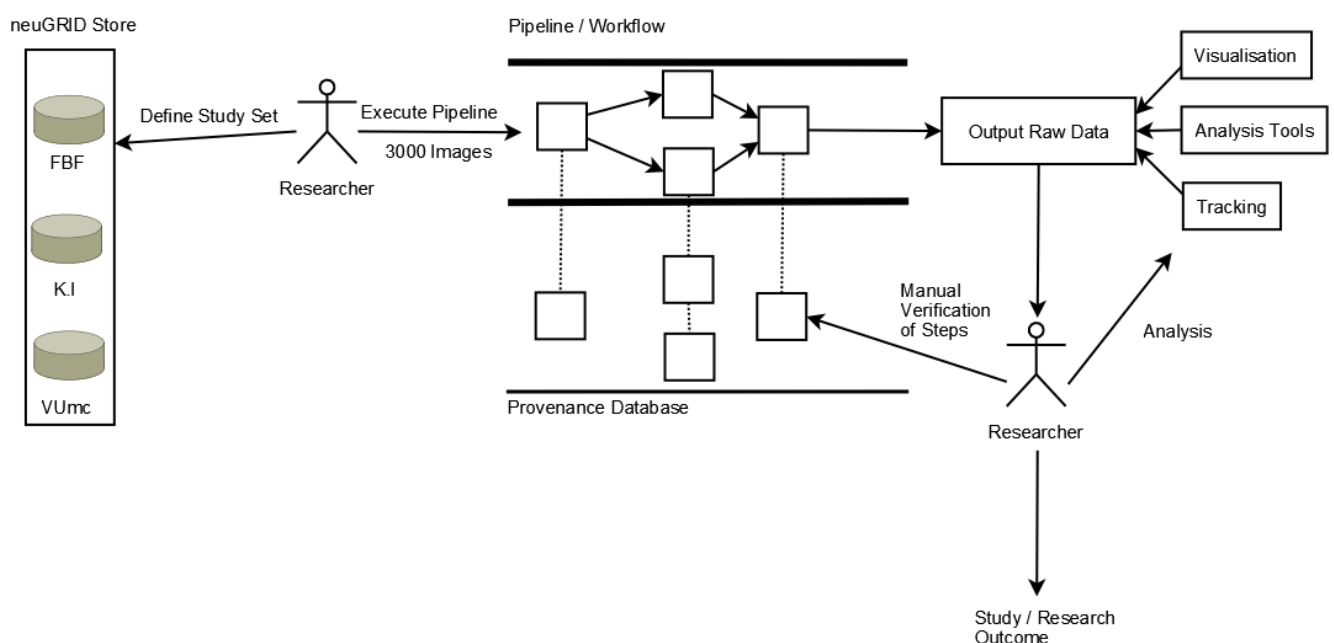 neuGRID Store
Pipeline / Workflow
Visualisation
Define Study Set
Execute Pipeline
3000 Images
Output Raw Data
Analysis Tools
FBF
Researcher
Tracking
K.I
Manual
Verification
of Steps
Analysis
VUmc
Provenance Database
Researcher
Study / Research
Outcome